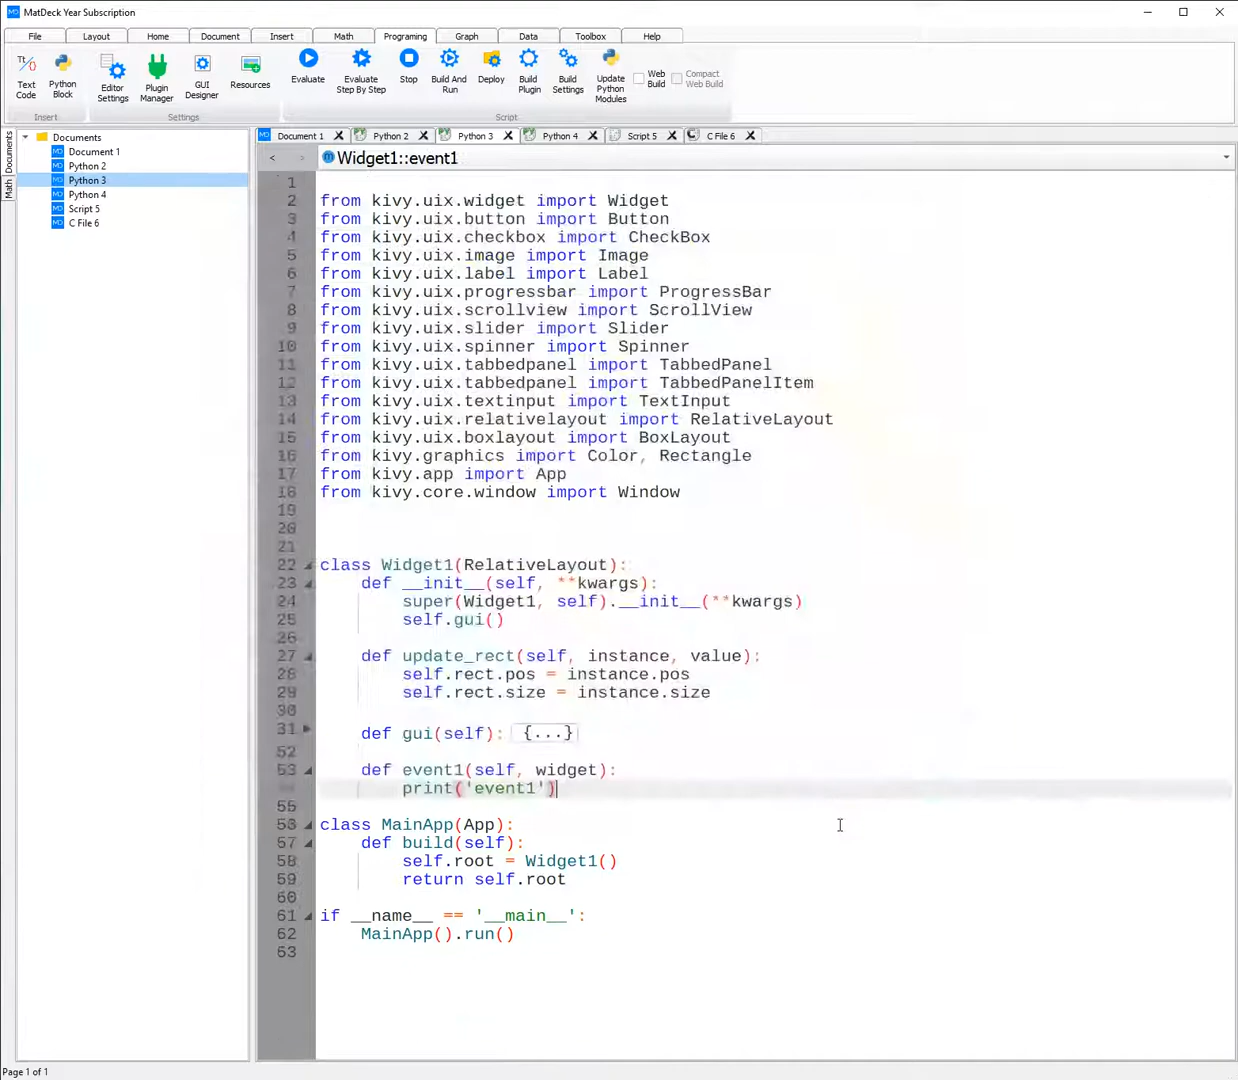 MatDeck Year Subscription
File Layout Home Document Insert Math Programing Graph Data Toolbox Help
Text Code
Python Block
Editor Settings
Plugin Manager
GUI Designer
Resources
Evaluate
Evaluate Step By Step
Stop
Build And Run
Deploy
Build Plugin
Build Settings
Update Python Modules
Web Build
Compact Web Build
Insert Settings Script
Documents
Math
Documents
Document 1
Python 2
Python 3
Python 4
Script 5
C File 6
Document 1 Python 2 Python 3 Python 4 Script 5 C File 6
Widget1::event1
1
2 from kivy.uix.widget import Widget
3 from kivy.uix.button import Button
4 from kivy.uix.checkbox import CheckBox
5 from kivy.uix.image import Image
6 from kivy.uix.label import Label
7 from kivy.uix.progressbar import ProgressBar
8 from kivy.uix.scrollview import ScrollView
9 from kivy.uix.slider import Slider
10 from kivy.uix.spinner import Spinner
11 from kivy.uix.tabbedpanel import TabbedPanel
12 from kivy.uix.tabbedpanel import TabbedPanelItem
13 from kivy.uix.textinput import TextInput
14 from kivy.uix.relativelayout import RelativeLayout
15 from kivy.uix.boxlayout import BoxLayout
16 from kivy.graphics import Color, Rectangle
17 from kivy.app import App
18 from kivy.core.window import Window
19
20
21
22 class Widget1(RelativeLayout):
23 def __init__(self, **kwargs):
24 super(Widget1, self).__init__(**kwargs)
25 self.gui()
26
27 def update_rect(self, instance, value):
28 self.rect.pos = instance.pos
29 self.rect.size = instance.size
30
31 def gui(self): {...}
52
53 def event1(self, widget):
print('event1')
55
56 class MainApp(App):
57 def build(self):
58 self.root = Widget1()
59 return self.root
60
61 if __name__ == '__main__':
62 MainApp().run()
63
Page 1 of 1